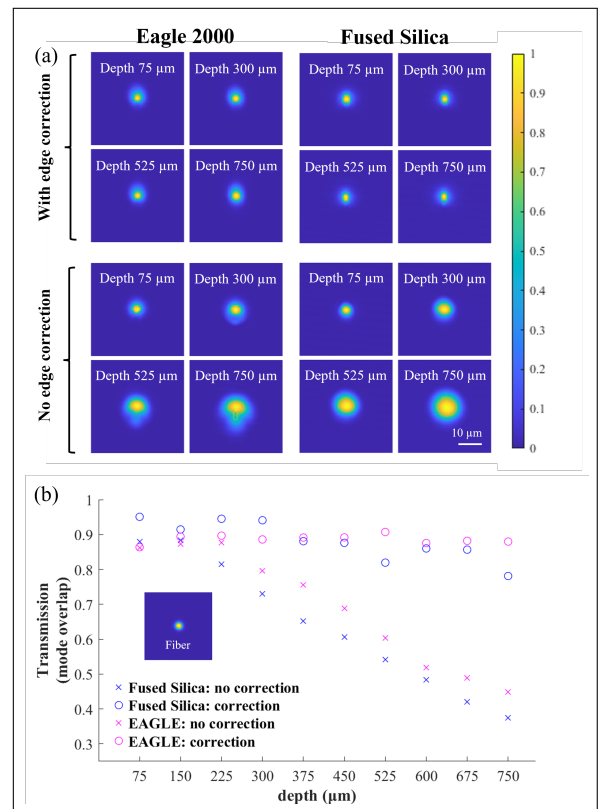 Eagle 2000 Fused Silica
(a)
With edge correction
Depth 75 µm Depth 300 µm Depth 75 µm Depth 300 µm
Depth 525 µm Depth 750 µm Depth 525 µm Depth 750 µm
No edge correction
Depth 75 µm Depth 300 µm Depth 75 µm Depth 300 µm
Depth 525 µm Depth 750 µm Depth 525 µm Depth 750 µm
10 µm
1
0.9
0.8
0.7
0.6
0.5
0.4
0.3
0.2
0.1
0
(b)
Transmission
(mode overlap)
1
0.9
0.8
0.7
0.6
0.5
0.4
0.3
Fiber
Fused Silica: no correction
Fused Silica: correction
EAGLE: no correction
EAGLE: correction
75 150 225 300 375 450 525 600 675 750
depth (µm)